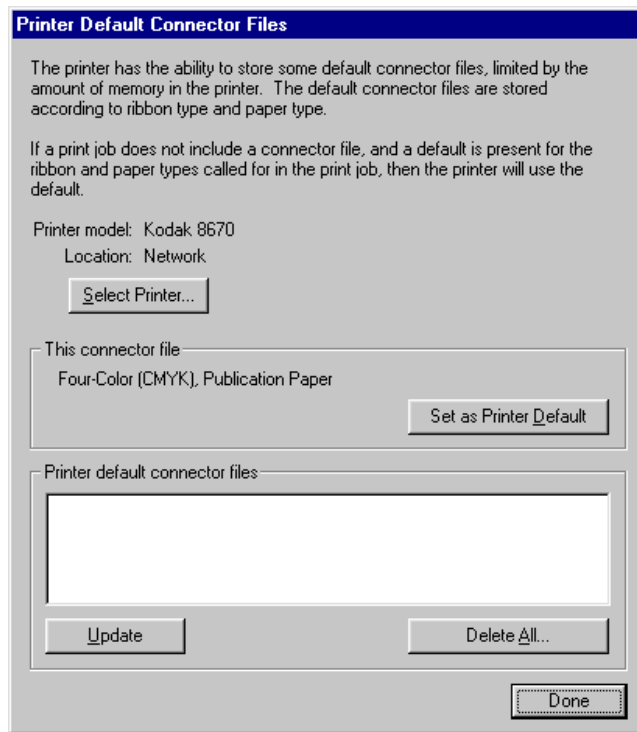 Printer Default Connector Files
The printer has the ability to store some default connector files, limited by the
amount of memory in the printer. The default connector files are stored
according to ribbon type and paper type.
If a print job does not include a connector file, and a default is present for the
ribbon and paper types called for in the print job, then the printer will use the
default.
Printer model: Kodak 8670
Location: Network
Select Printer...
This connector file
Four-Color (CMYK), Publication Paper
Set as Printer Default
Printer default connector files
Update
Delete All...
Done